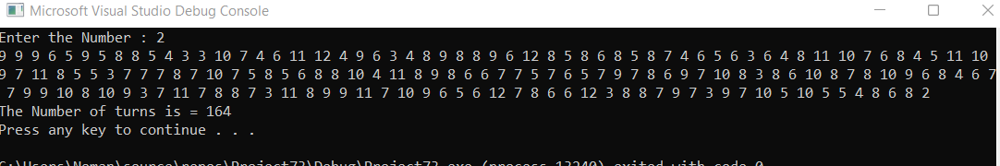 Microsoft Visual Studio Debug Console
Enter the Number : 2
9 9 9 6 5 9 5 8 8 5 4 3 3 10 7 4 6 11 12 4 9 6 3 4 8 9 8 8 9 6 12 8 5 8 6 8 5 8 7 4 6 5 6 3 6 4 8 11 10 7 6 8 4 5 11 10
9 7 11 8 5 5 3 7 7 7 8 7 10 7 5 8 5 6 8 8 10 4 11 8 9 8 6 6 7 7 5 7 6 5 7 9 7 8 6 9 7 10 8 3 8 6 10 8 7 8 10 9 6 8 4 6 7
7 9 9 10 8 10 9 3 7 11 7 8 8 7 3 11 8 9 9 11 7 10 9 6 5 6 12 7 8 6 6 12 3 8 8 7 9 7 3 9 7 10 5 10 5 5 4 8 6 8 2
The Number of turns is = 164
Press any key to continue . . .
C:\Users\Noman\source\repos\Project73\Debug\Project73.exe (process 13240) exited with code 0